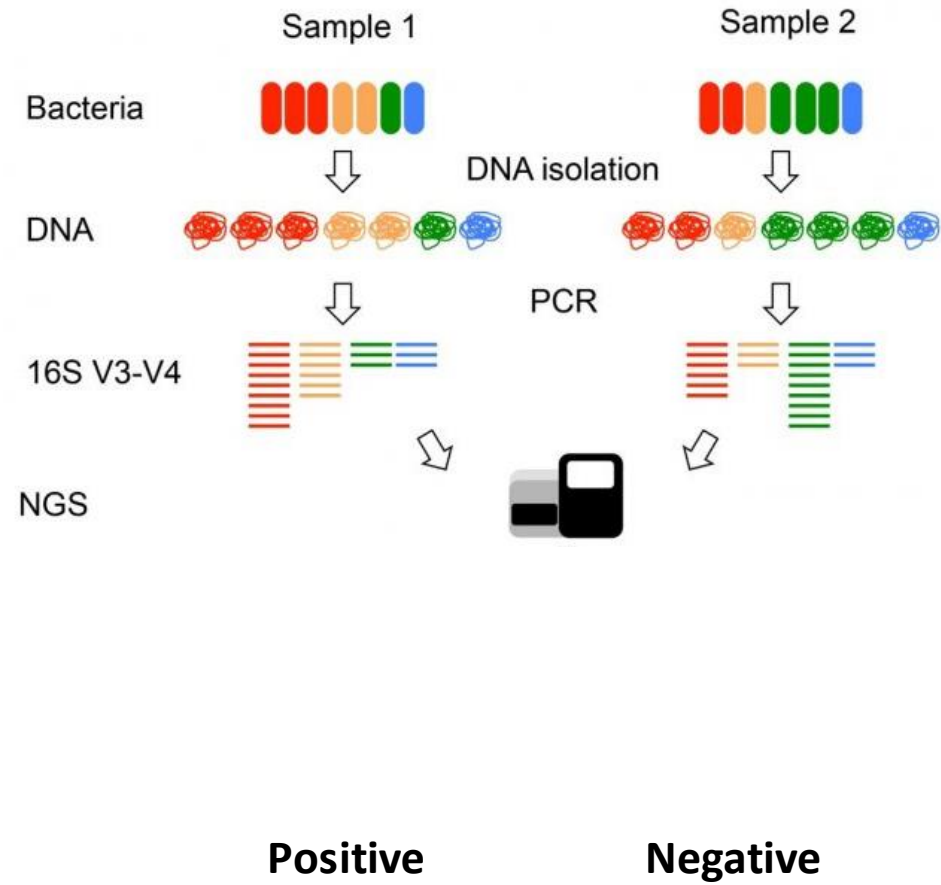 Sample 1
Sample 2
Bacteria
DNA isolation
DNA
PCR
16S V3-V4
NGS
Positive
Negative